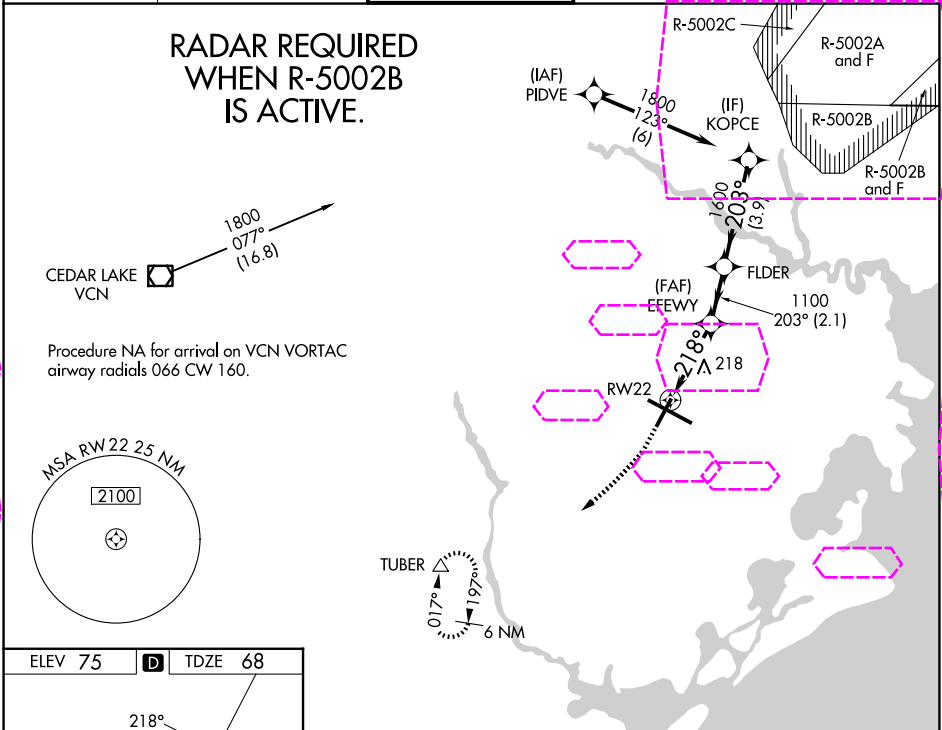 RADAR REQUIRED
WHEN R-5002B
IS ACTIVE.
R-5002C
R-5002A
and F
R-5002B
R-5002B
and F
(IAF)
PIDVE
1800
123°
(6)
(IF)
KOPCE
1600
203°
(3.9)
FLDER
(FAF)
EFEWY
1100
203° (2.1)
218°
218
RW22
1800
077°
(16.8)
CEDAR LAKE
VCN
Procedure NA for arrival on VCN VORTAC
airway radials 066 CW 160.
MSA RW 22 25 NM
2100
TUBER
017°
197°
6 NM
ELEV 75 D TDZE 68
218°